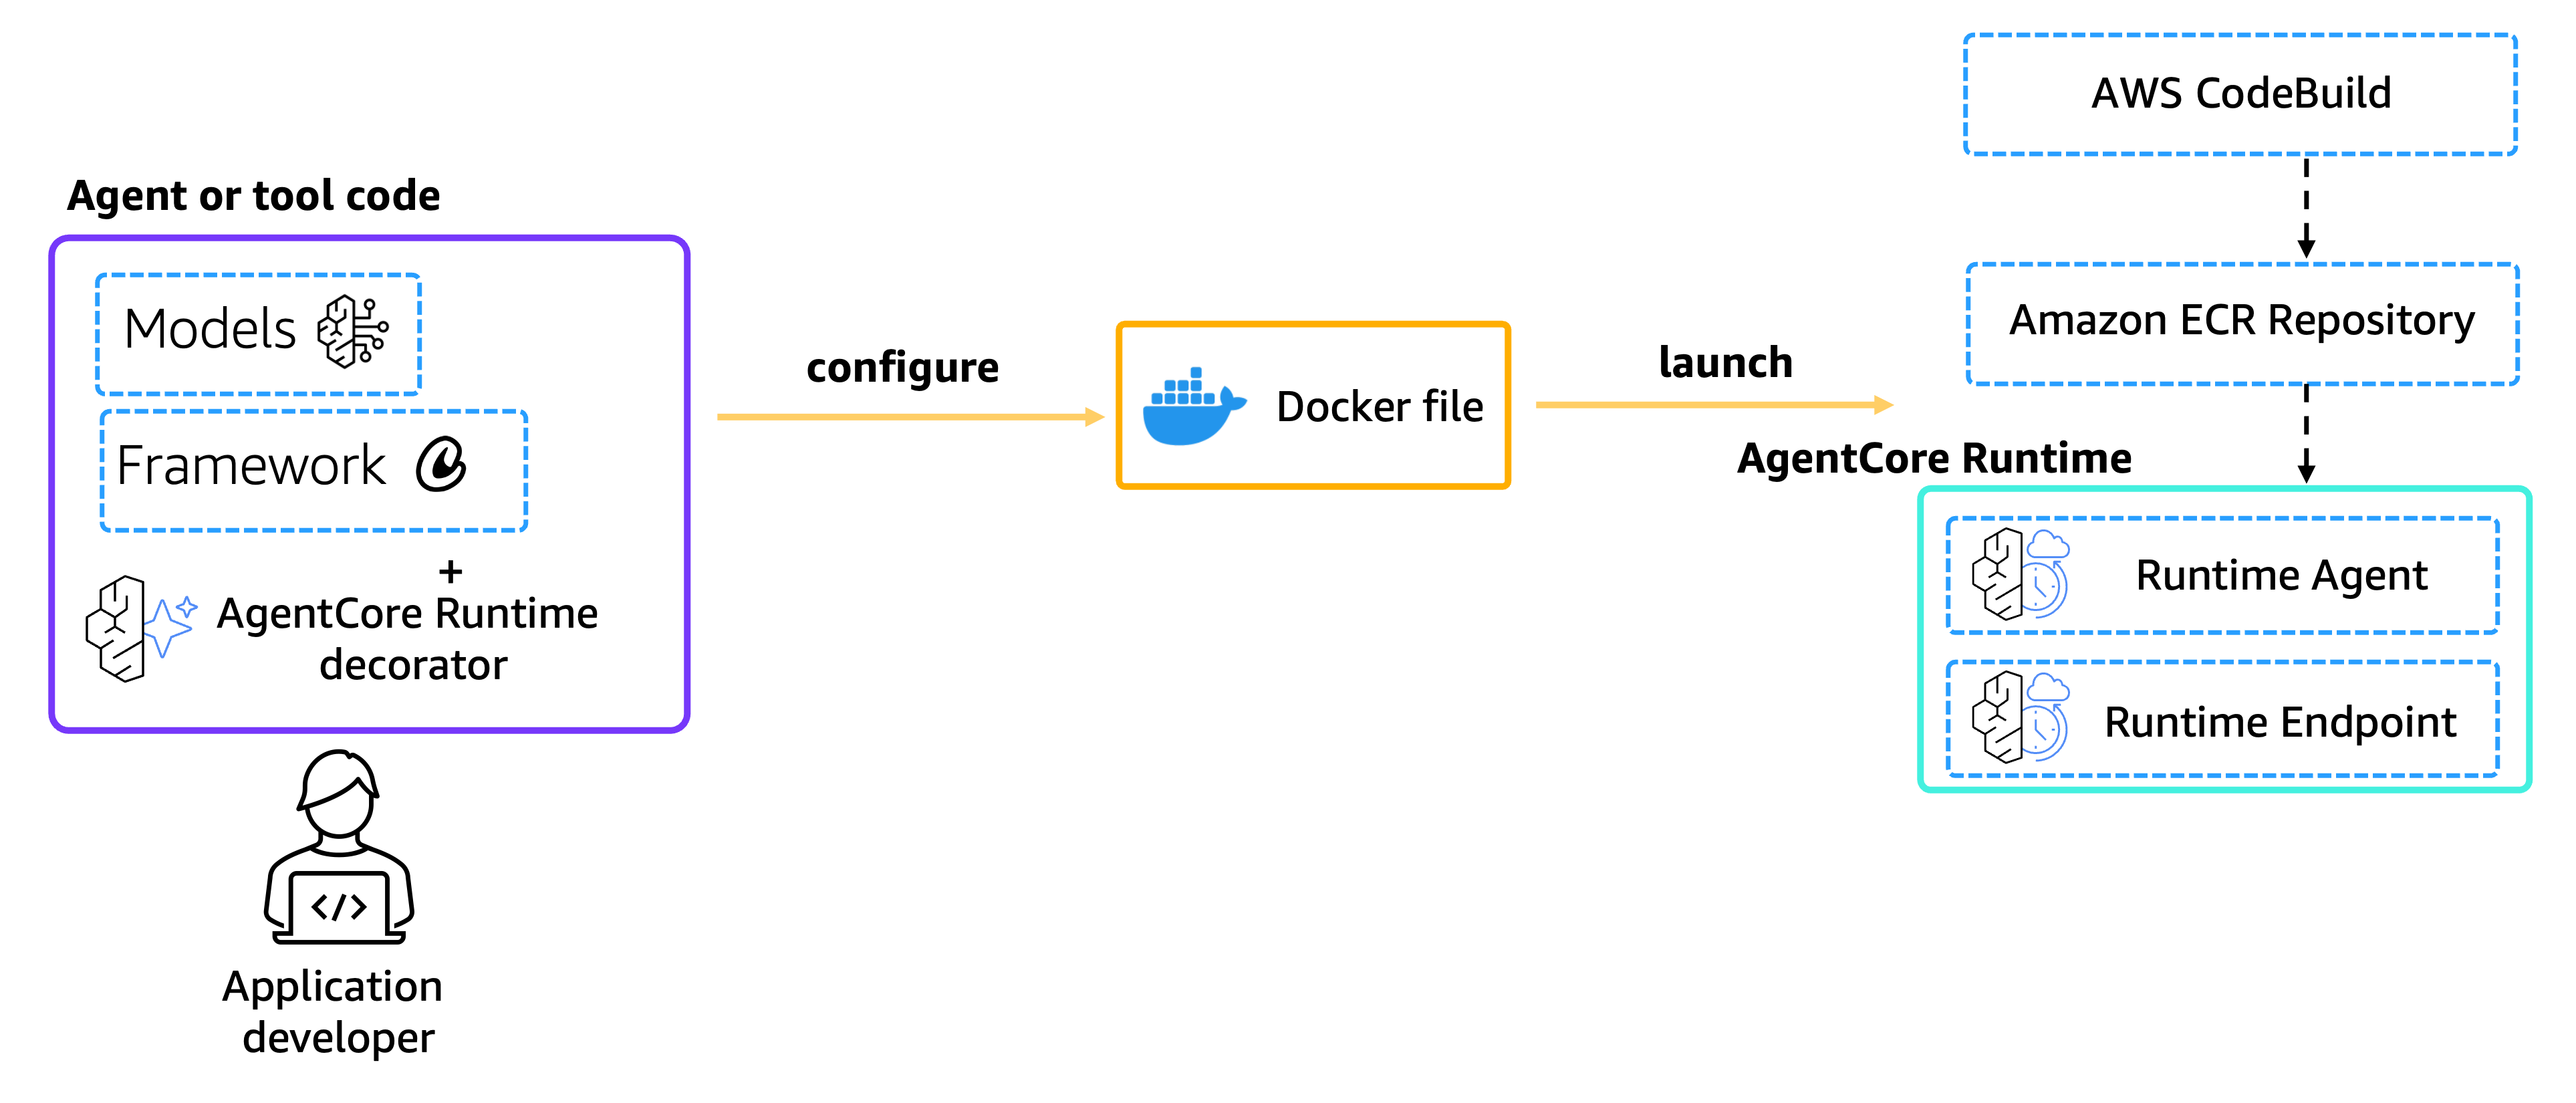 Agent or tool code
Models
Framework
+
AgentCore Runtime
decorator
Application
developer
configure
Docker file
launch
AWS CodeBuild
Amazon ECR Repository
AgentCore Runtime
Runtime Agent
Runtime Endpoint